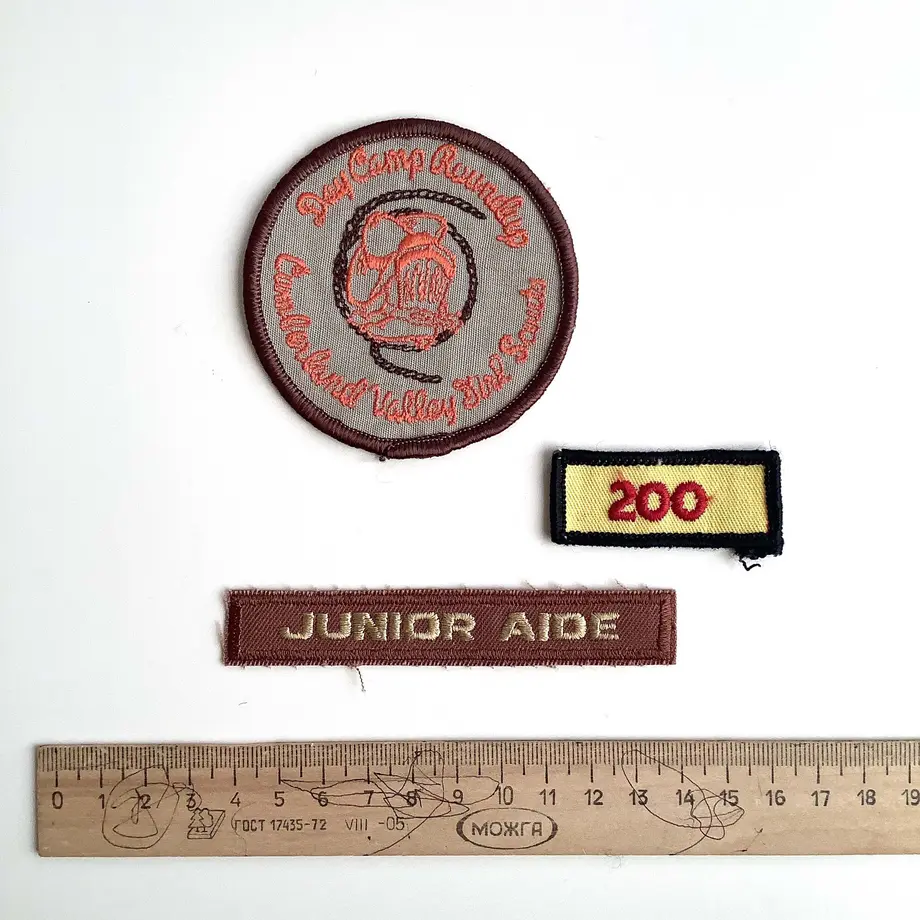 Day Camp Roundup
Cumberland Valley Girl Scouts
200
JUNIOR AIDE
0 1 2 3 4 5 6 7 8 9 10 11 12 13 14 15 16 17 18 19
ГОСТ 17435-72 VIII -05 МОЖГА